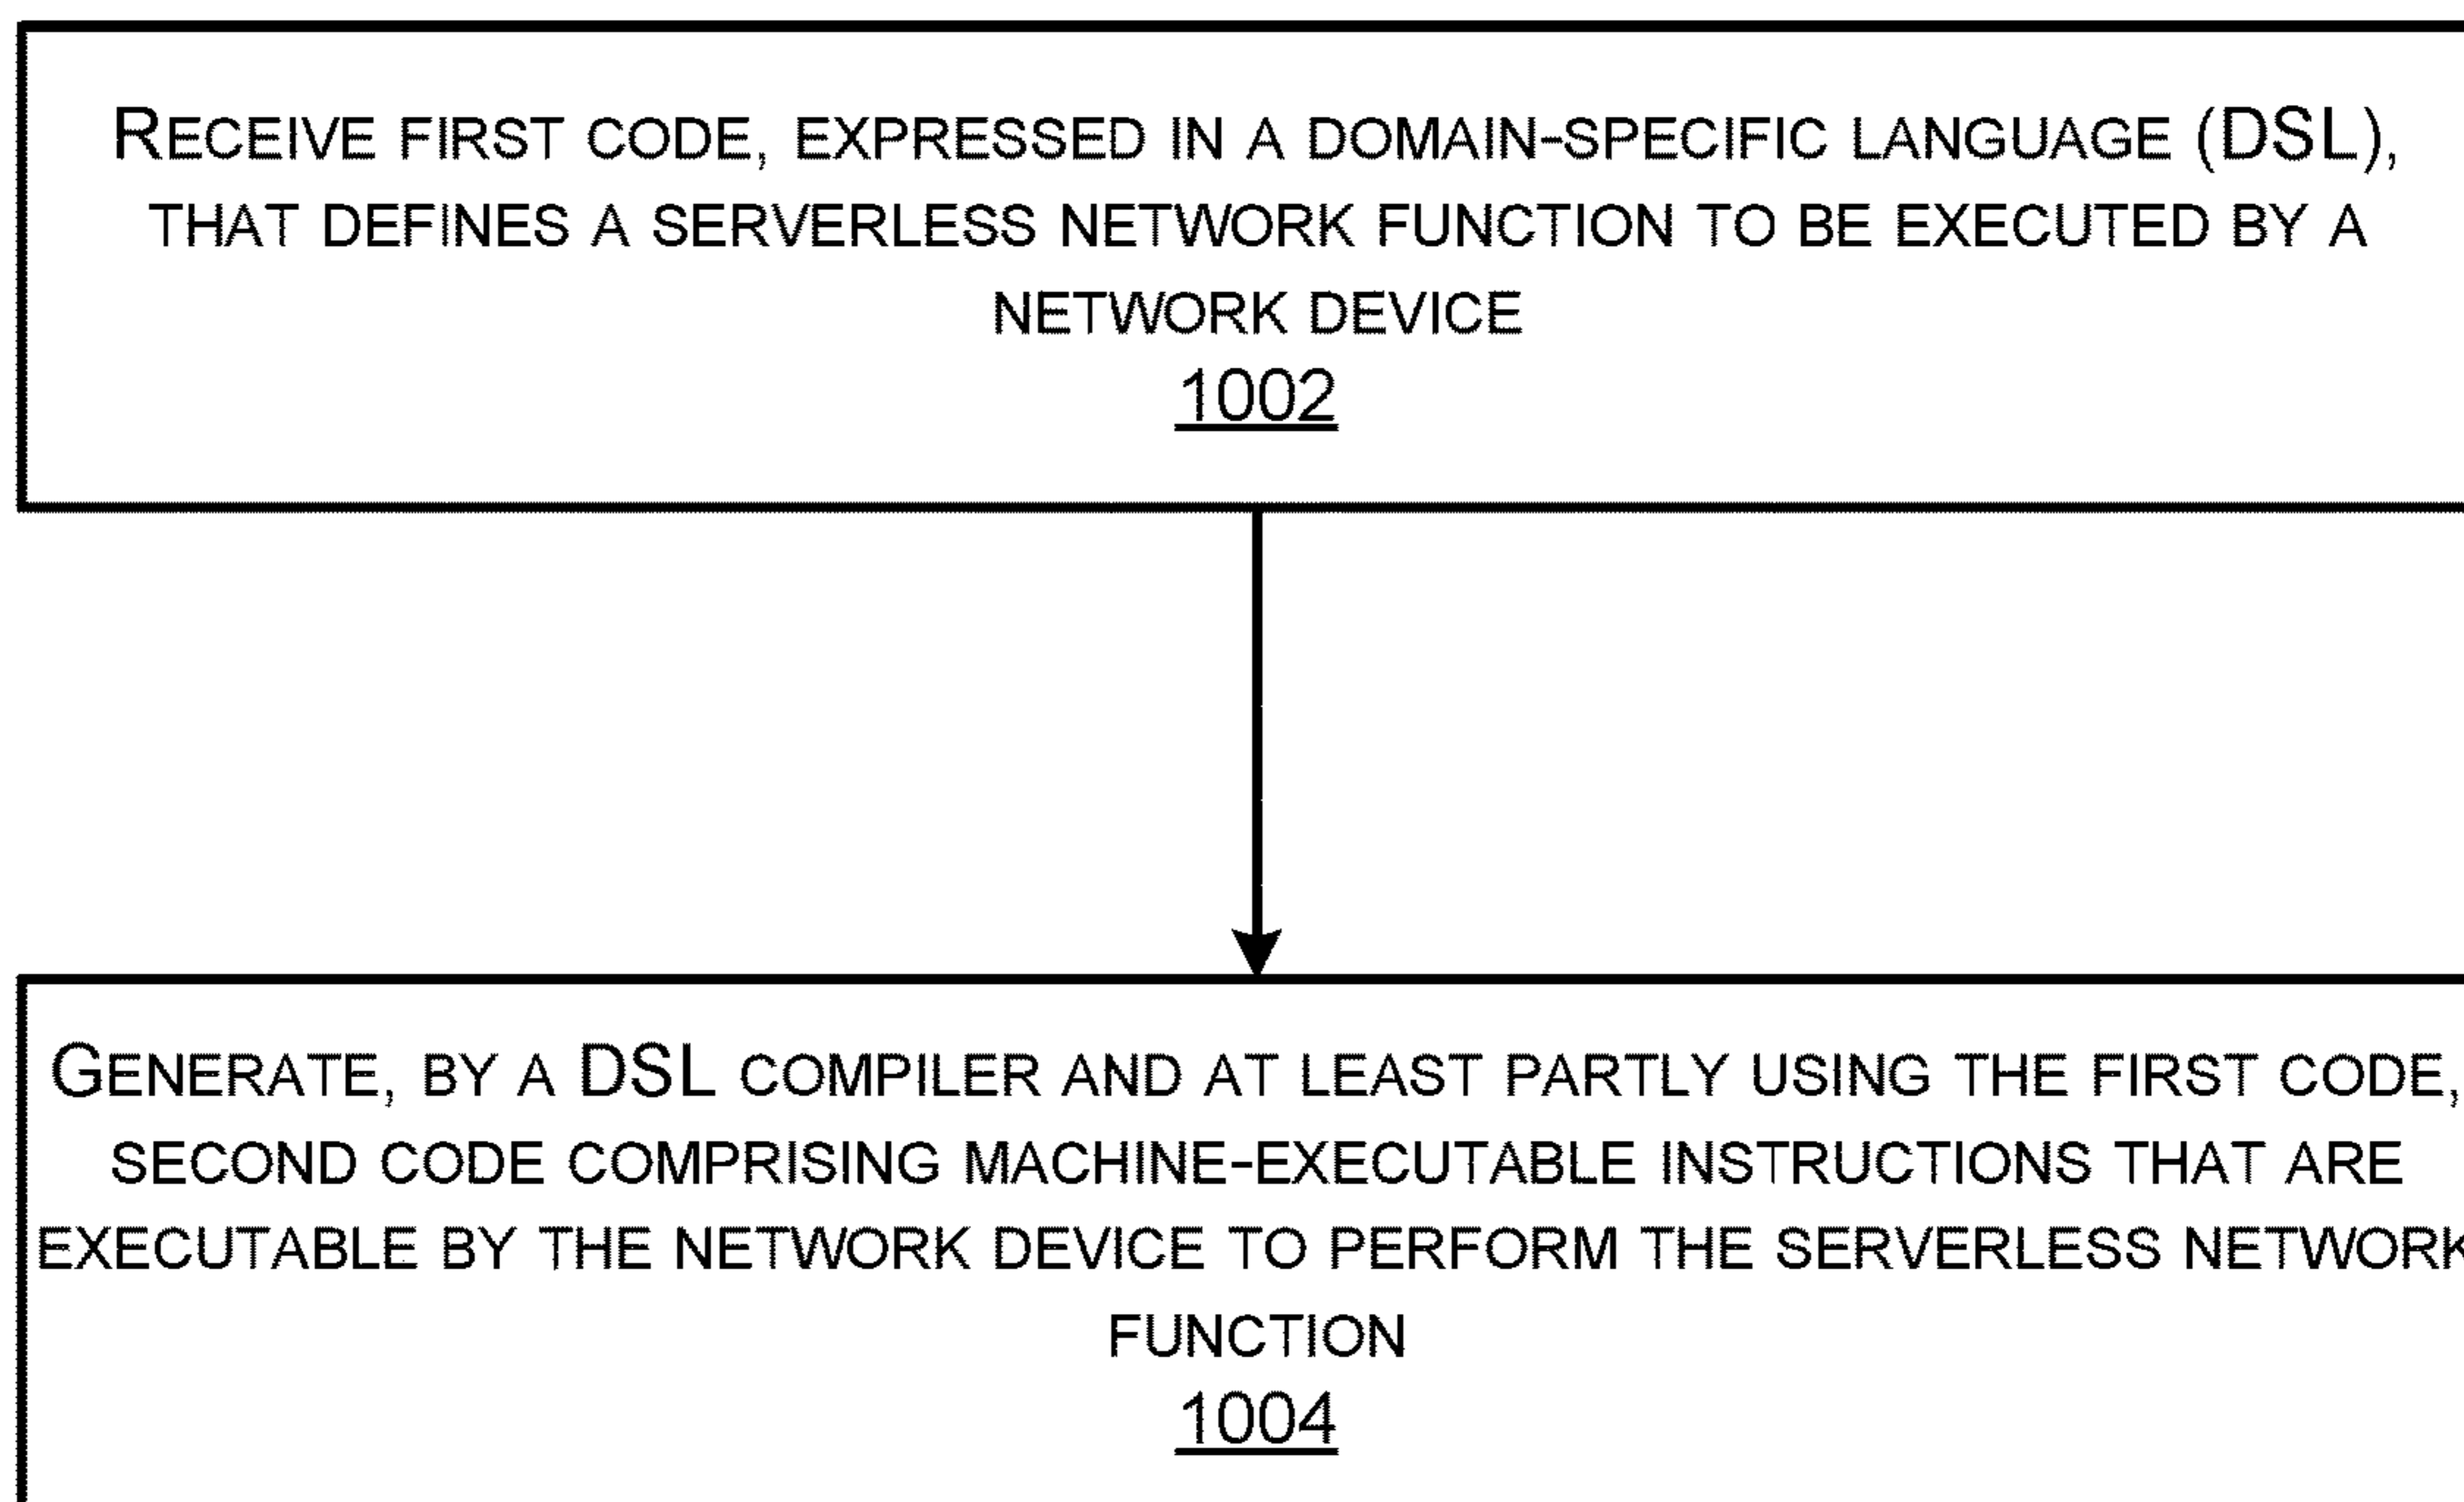 RECEIVE FIRST CODE, EXPRESSED IN A DOMAIN-SPECIFIC LANGUAGE (DSL),
THAT DEFINES A SERVERLESS NETWORK FUNCTION TO BE EXECUTED BY A
NETWORK DEVICE
1002
GENERATE, BY A DSL COMPILER AND AT LEAST PARTLY USING THE FIRST CODE,
SECOND CODE COMPRISING MACHINE-EXECUTABLE INSTRUCTIONS THAT ARE
EXECUTABLE BY THE NETWORK DEVICE TO PERFORM THE SERVERLESS NETWORK
FUNCTION
1004